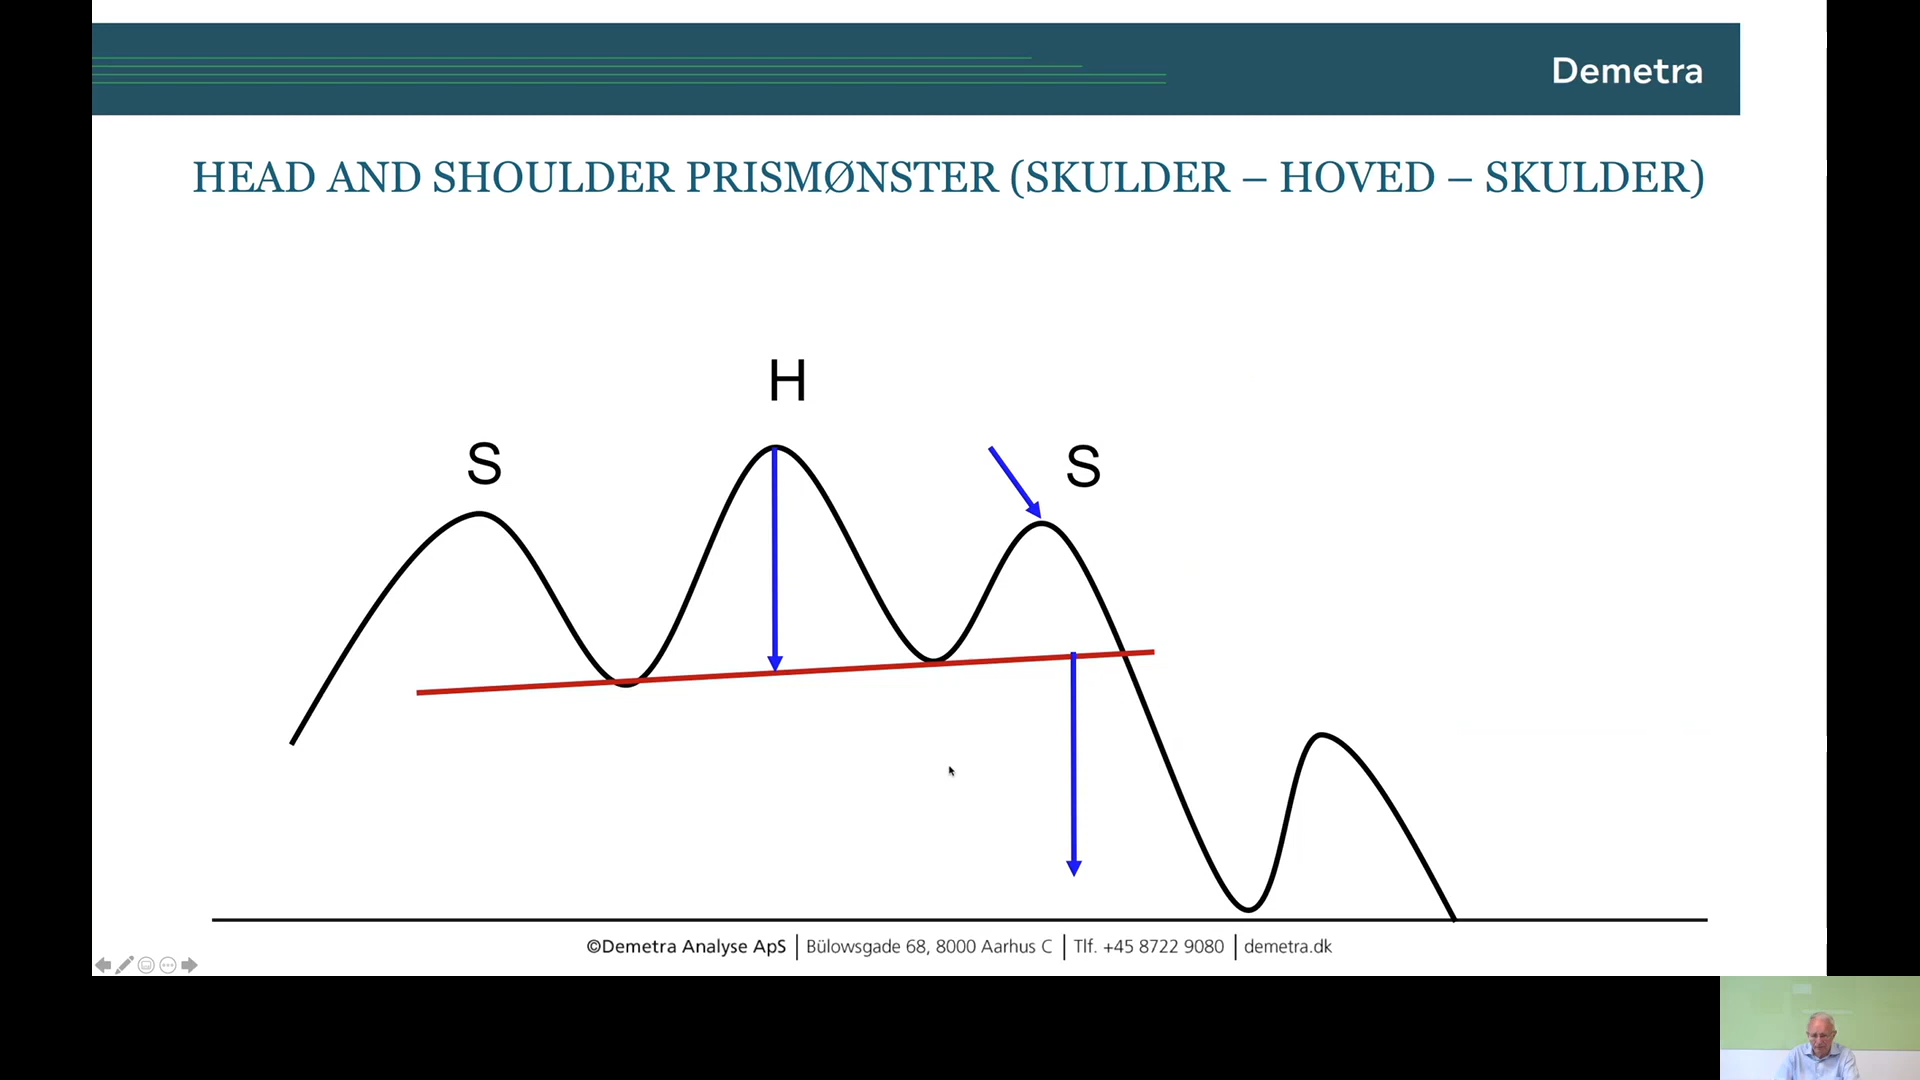 Demetra
HEAD AND SHOULDER PRISMØNSTER (SKULDER – HOVED – SKULDER)
H
S
S
©Demetra Analyse ApS | Bülowsgade 68, 8000 Aarhus C | Tlf. +45 8722 9080 | demetra.dk